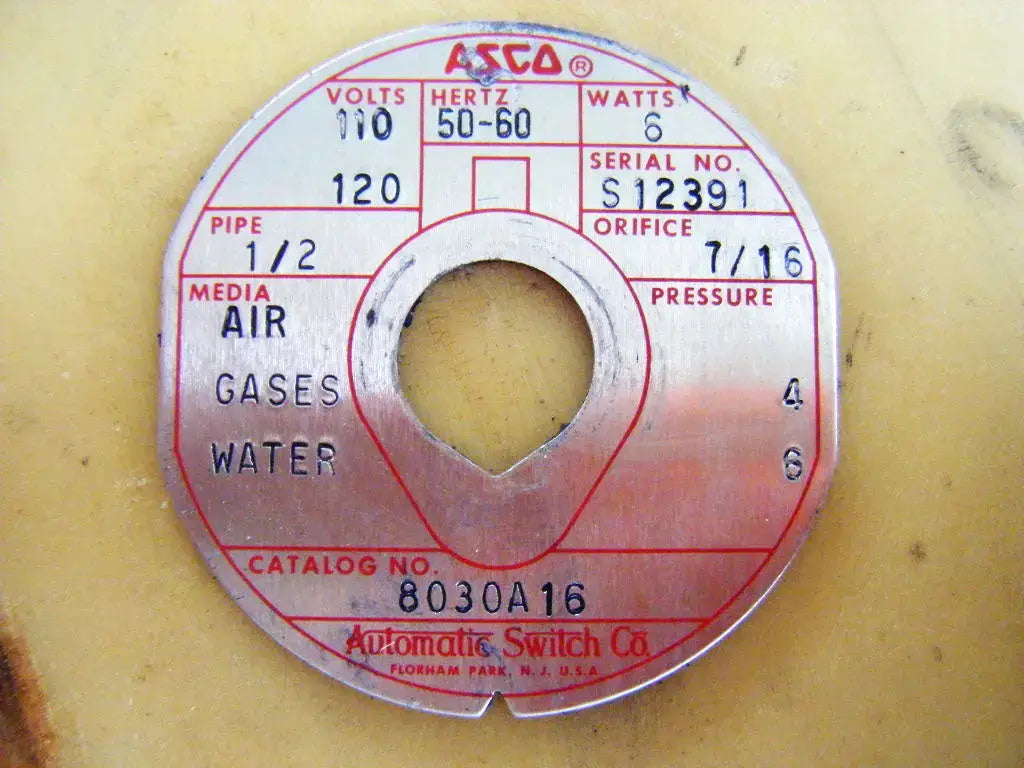 ASCO ®
VOLTS HERTZ WATTS
110 50-60 6
SERIAL NO.
120 S12391
PIPE ORIFICE
1/2 7/16
MEDIA PRESSURE
AIR
GASES 4
WATER 6
CATALOG NO.
8030A16
Automatic Switch Co.
FLORHAM PARK, N. J. U.S.A.